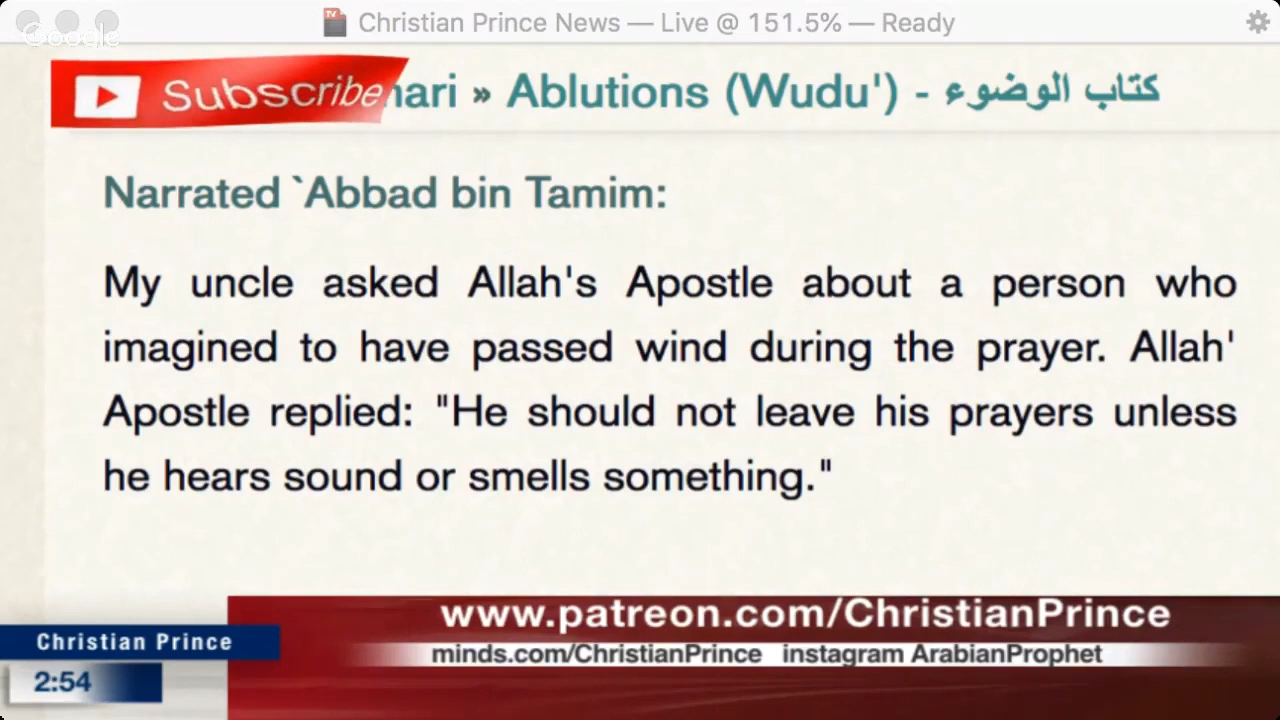 Christian Prince News — Live @ 151.5% — Ready
Google
Subscribe
hari » Ablutions (Wudu') - كتاب الوضوء
Narrated `Abbad bin Tamim:
My uncle asked Allah's Apostle about a person who
imagined to have passed wind during the prayer. Allah'
Apostle replied: "He should not leave his prayers unless
he hears sound or smells something."
www.patreon.com/ChristianPrince
Christian Prince
minds.com/ChristianPrince instagram ArabianProphet
2:54